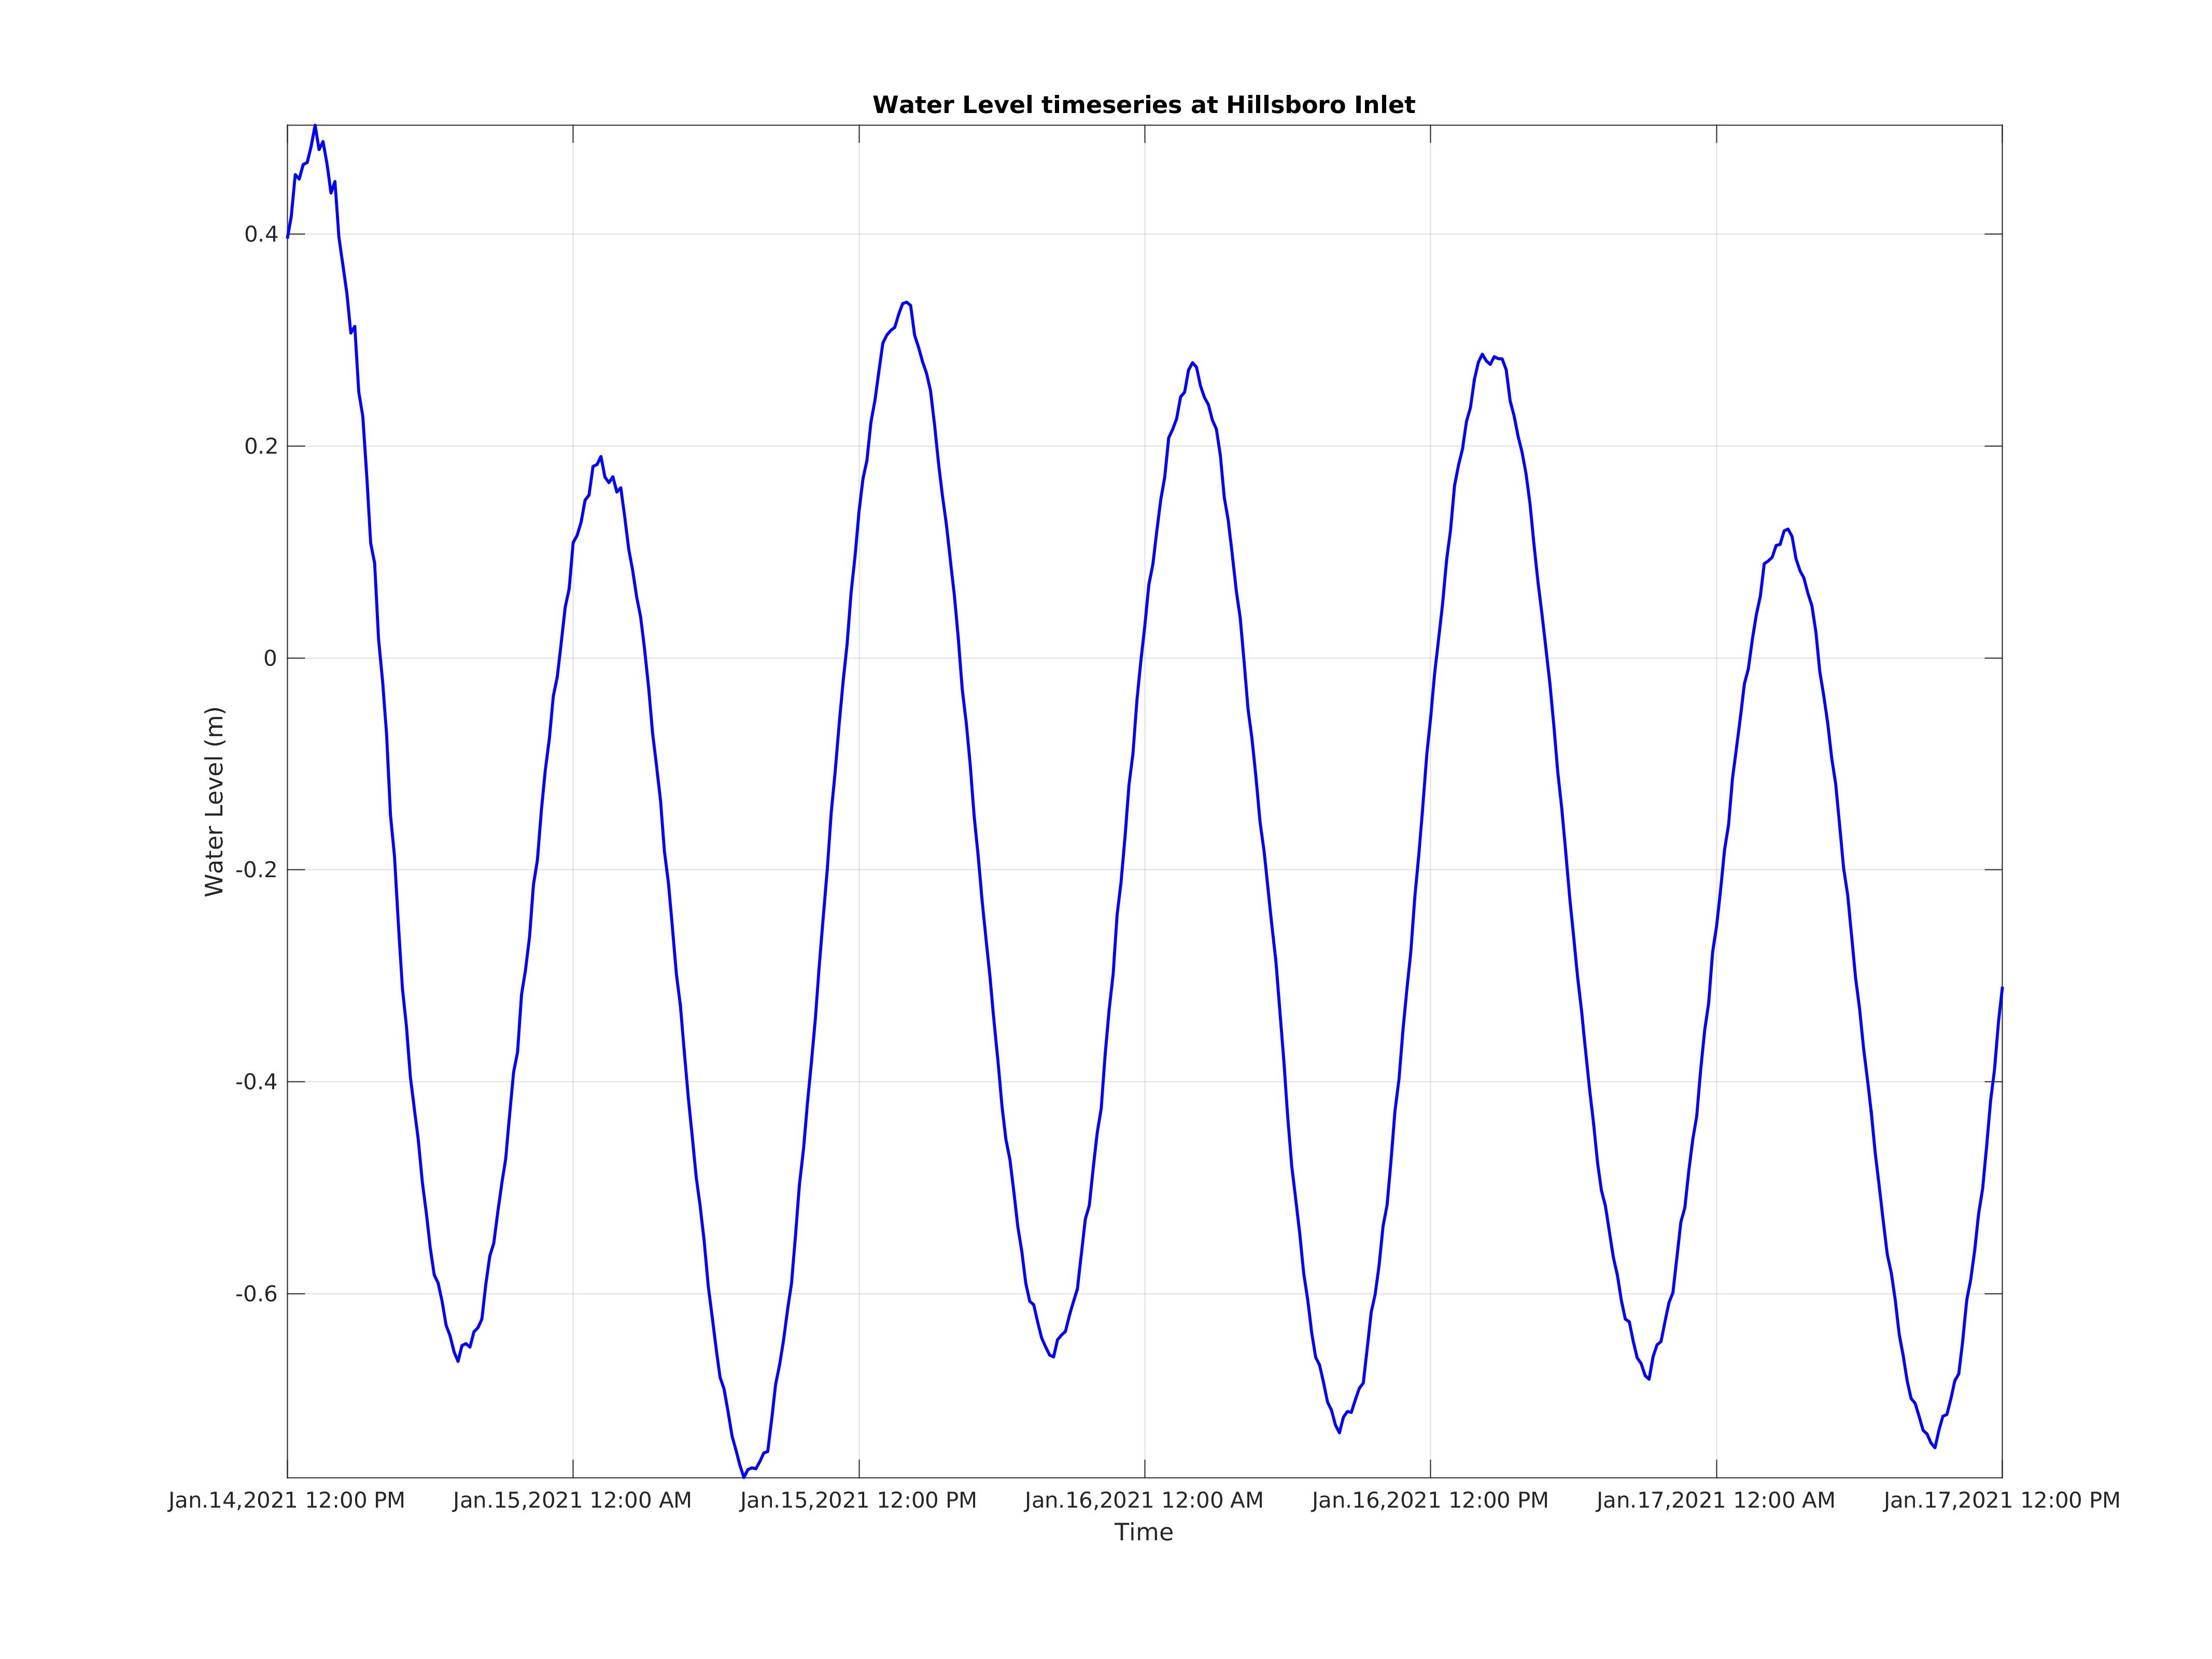 Water Level timeseries at Hillsboro Inlet
0.4
0.2
0
-0.2
-0.4
-0.6
Water Level (m)
Jan.14,2021 12:00 PM
Jan.15,2021 12:00 AM
Jan.15,2021 12:00 PM
Jan.16,2021 12:00 AM
Jan.16,2021 12:00 PM
Jan.17,2021 12:00 AM
Jan.17,2021 12:00 PM
Time